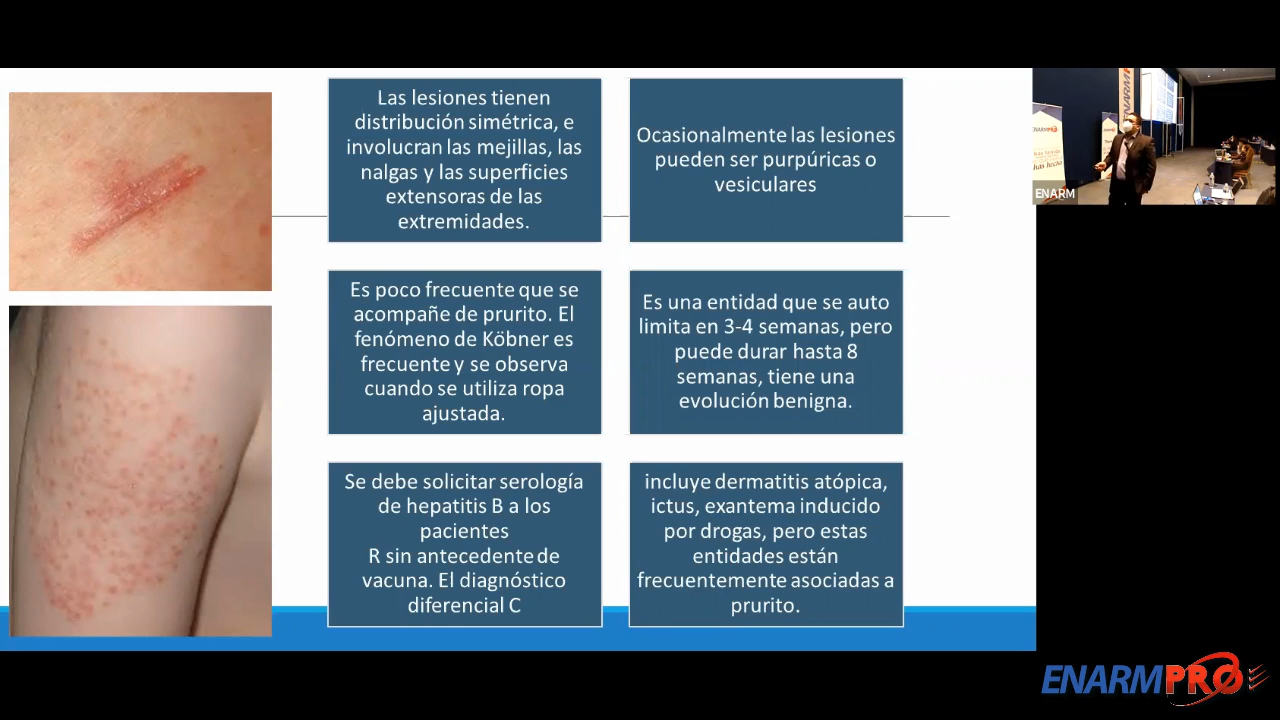 Las lesiones tienen
distribución simétrica, e
involucran las mejillas, las
nalgas y las superficies
extensoras de las
extremidades.
Ocasionalmente las lesiones
pueden ser purpúricas o
vesiculares
Es poco frecuente que se
acompañe de prurito. El
fenómeno de Köbner es
frecuente y se observa
cuando se utiliza ropa
ajustada.
Es una entidad que se auto
limita en 3-4 semanas, pero
puede durar hasta 8
semanas, tiene una
evolución benigna.
Se debe solicitar serología
de hepatitis B a los
pacientes
R sin antecedente de
vacuna. El diagnóstico
diferencial C
incluye dermatitis atópica,
ictus, exantema inducido
por drogas, pero estas
entidades están
frecuentemente asociadas a
prurito.
ENARM
ENARMPRO